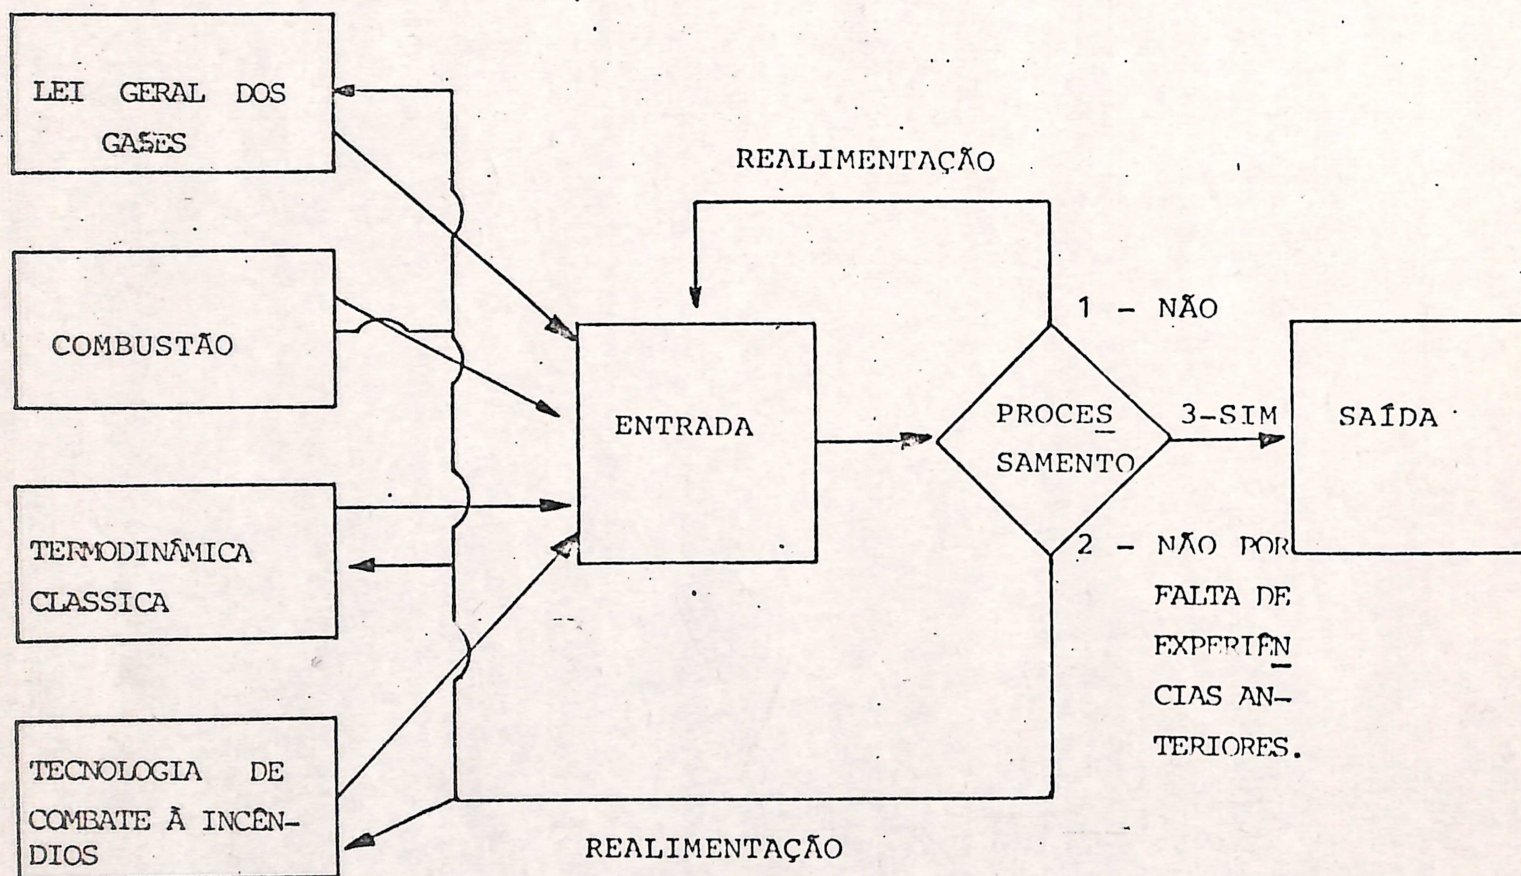 LEI GERAL DOS
GASES
COMBUSTÃO
TERMODINÂMICA
CLASSICA
TECNOLOGIA DE
COMBATE À INCÊN-
DIOS
REALIMENTAÇÃO
ENTRADA
1 - NÃO
PROCES
SAMENTO
3-SIM
SAÍDA
2 - NÃO POR
FALTA DE
EXPERIÊN
CIAS AN-
TERIORES.
REALIMENTAÇÃO